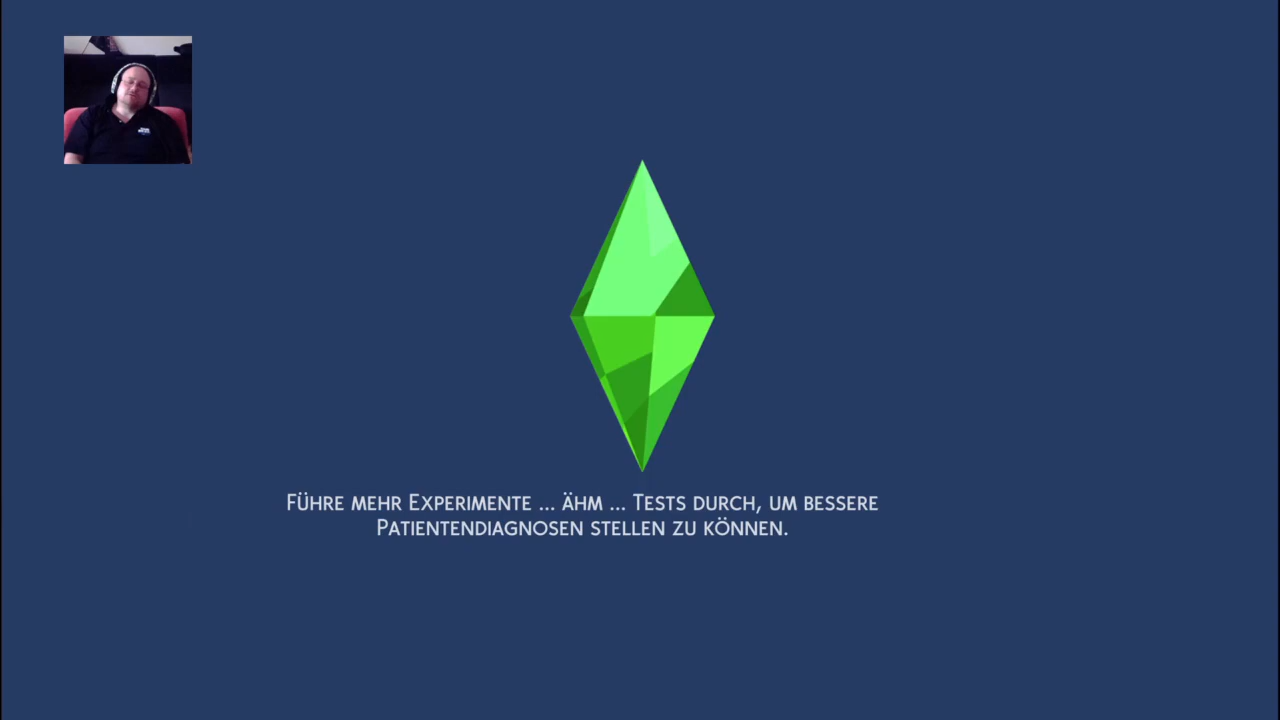 Führe mehr Experimente ... ähm ... Tests durch, um bessere
Patientendiagnosen stellen zu können.